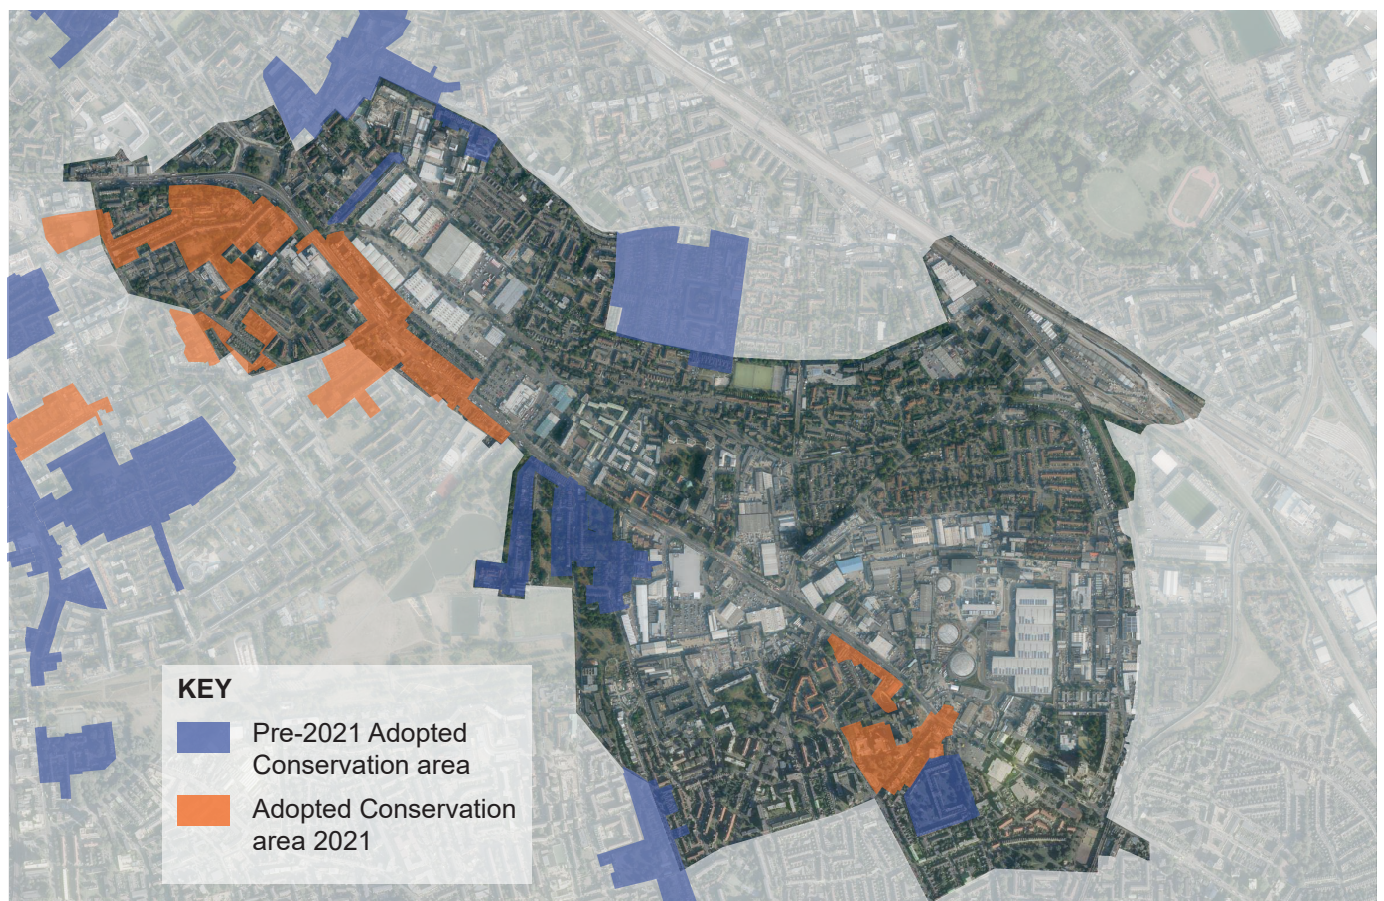 KEY
Pre-2021 Adopted
Conservation area
Adopted Conservation
area 2021